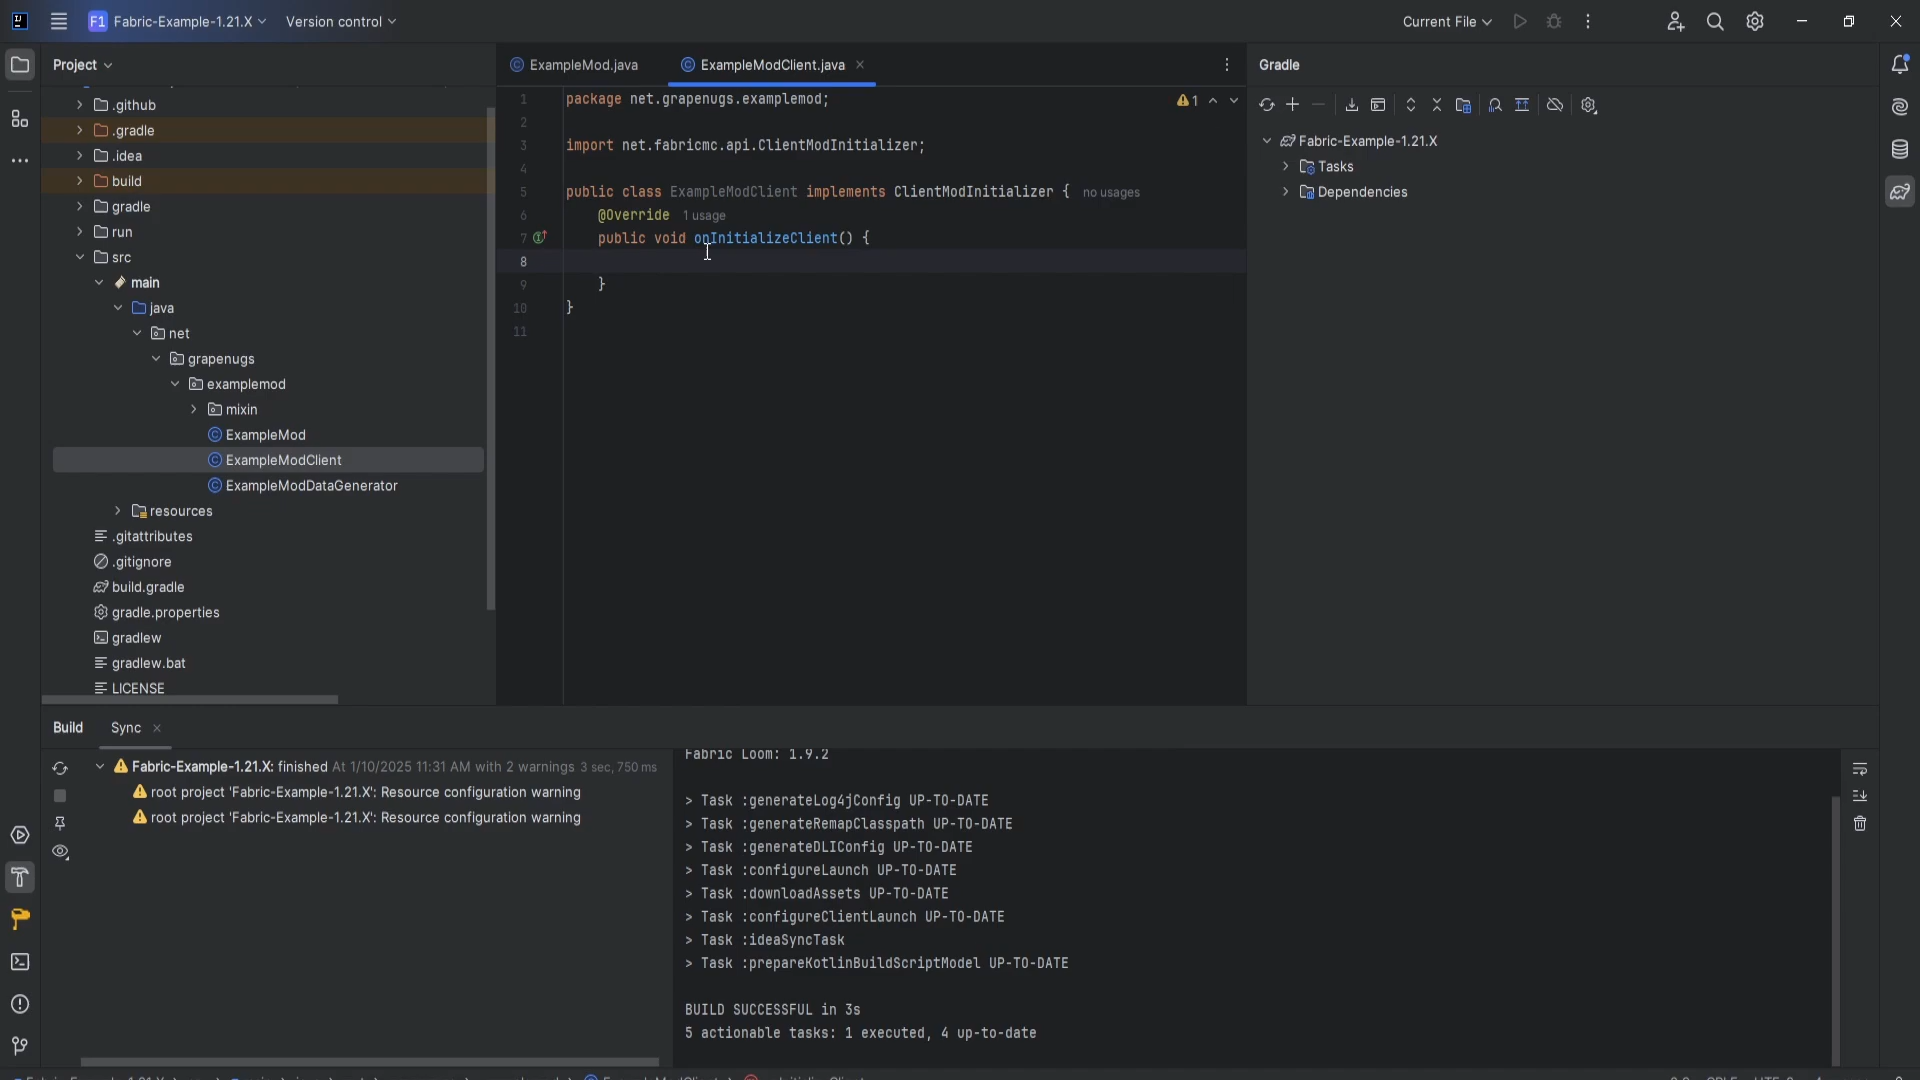 F1 Fabric-Example-1.21.X Version control Current File
Project
.github
.gradle
.idea
build
gradle
run
src
main
java
net
grapenugs
examplemod
mixin
ExampleMod
ExampleModClient
ExampleModDataGenerator
resources
.gitattributes
.gitignore
build.gradle
gradle.properties
gradlew
gradlew.bat
LICENSE
ExampleMod.java ExampleModClient.java
1 package net.grapenugs.examplemod; 1
2
3 import net.fabricmc.api.ClientModInitializer;
4
5 public class ExampleModClient implements ClientModInitializer { no usages
6 @Override 1 usage
7 public void onInitializeClient() {
8
9 }
10 }
11
Gradle
Fabric-Example-1.21.X
Tasks
Dependencies
Build Sync
Fabric-Example-1.21.X: finished At 1/10/2025 11:31 AM with 2 warnings 3 sec, 750 ms
root project 'Fabric-Example-1.21.X': Resource configuration warning
root project 'Fabric-Example-1.21.X': Resource configuration warning
Fabric Loom: 1.9.2
> Task :generateLog4jConfig UP-TO-DATE
> Task :generateRemapClasspath UP-TO-DATE
> Task :generateDLIConfig UP-TO-DATE
> Task :configureLaunch UP-TO-DATE
> Task :downloadAssets UP-TO-DATE
> Task :configureClientLaunch UP-TO-DATE
> Task :ideaSyncTask
> Task :prepareKotlinBuildScriptModel UP-TO-DATE
BUILD SUCCESSFUL in 3s
5 actionable tasks: 1 executed, 4 up-to-date